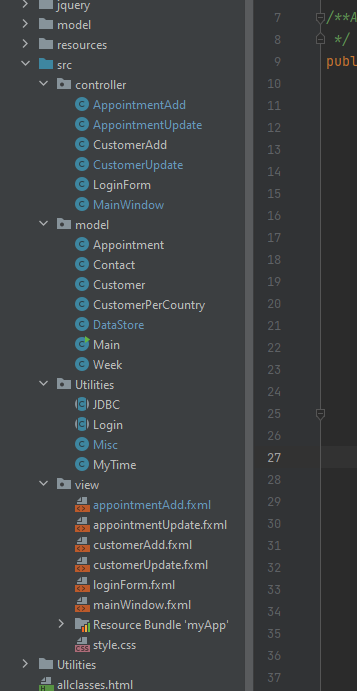 jquery
model
resources
src
controller
AppointmentAdd
AppointmentUpdate
CustomerAdd
CustomerUpdate
LoginForm
MainWindow
model
Appointment
Contact
Customer
CustomerPerCountry
DataStore
Main
Week
Utilities
JDBC
Login
Misc
MyTime
view
appointmentAdd.fxml
appointmentUpdate.fxml
customerAdd.fxml
customerUpdate.fxml
loginForm.fxml
mainWindow.fxml
Resource Bundle 'myApp'
style.css
Utilities
allclasses.html
7 /**A
8 */
9 publ
10
11
12
13
14
15
16
17
18
19
20
21
22
23
24
25
26
27
28
29
30
31
32
33
34
35
36
37